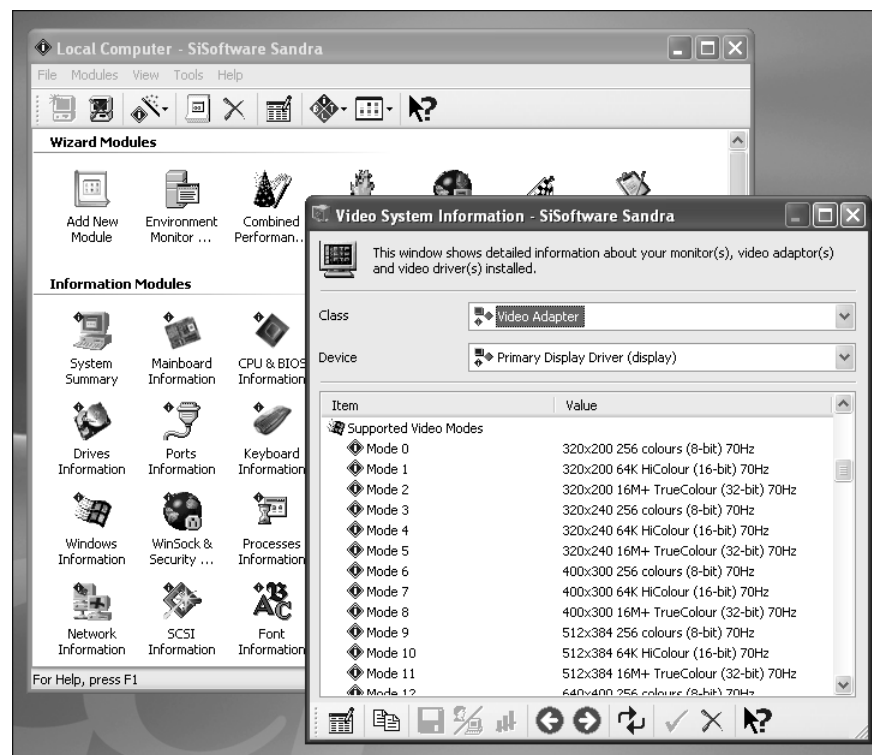 Local Computer - SiSoftware Sandra
File Modules View Tools Help
Wizard Modules
Add New Module
Environment Monitor ...
Combined Performan...
Information Modules
System Summary
Mainboard Information
CPU & BIOS Information
Drives Information
Ports Information
Keyboard Information
Windows Information
WinSock & Security ...
Processes Information
Network Information
SCSI Information
Font Information
For Help, press F1
Video System Information - SiSoftware Sandra
This window shows detailed information about your monitor(s), video adaptor(s)
and video driver(s) installed.
Class Video Adapter
Device Primary Display Driver (display)
Item Value
Supported Video Modes
Mode 0 320x200 256 colours (8-bit) 70Hz
Mode 1 320x200 64K HiColour (16-bit) 70Hz
Mode 2 320x200 16M+ TrueColour (32-bit) 70Hz
Mode 3 320x240 256 colours (8-bit) 70Hz
Mode 4 320x240 64K HiColour (16-bit) 70Hz
Mode 5 320x240 16M+ TrueColour (32-bit) 70Hz
Mode 6 400x300 256 colours (8-bit) 70Hz
Mode 7 400x300 64K HiColour (16-bit) 70Hz
Mode 8 400x300 16M+ TrueColour (32-bit) 70Hz
Mode 9 512x384 256 colours (8-bit) 70Hz
Mode 10 512x384 64K HiColour (16-bit) 70Hz
Mode 11 512x384 16M+ TrueColour (32-bit) 70Hz
Mode 12 640x400 256 colours (8-bit) 70Hz